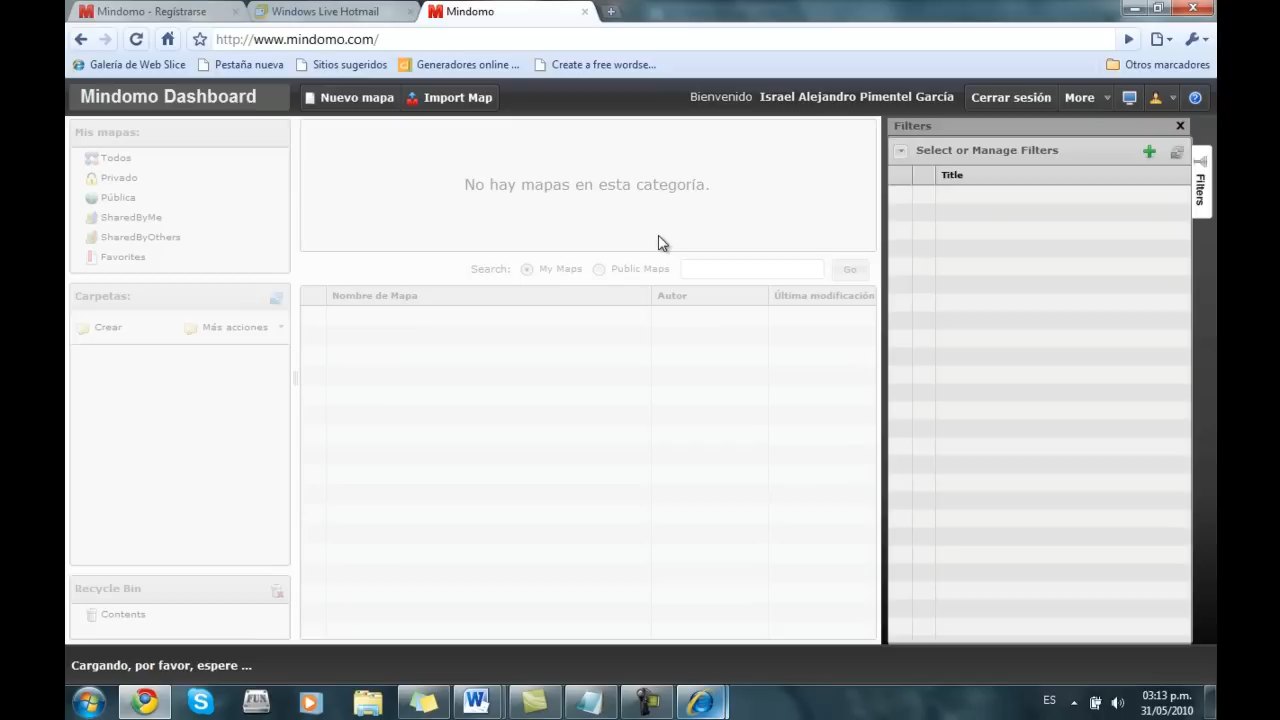 Mindomo - Regístrarse
Windows Live Hotmail
Mindomo
http://www.mindomo.com/
Galería de Web Slice
Pestaña nueva
Sitios sugeridos
Generadores online ...
Create a free wordse...
Otros marcadores
Mindomo Dashboard
Nuevo mapa
Import Map
Bienvenido Israel Alejandro Pimentel García
Cerrar sesión
More
Mis mapas:
Todos
Privado
Pública
SharedByMe
SharedByOthers
Favorites
Carpetas:
Crear
Más acciones
Recycle Bin
Contents
No hay mapas en esta categoría.
Search:
My Maps
Public Maps
Go
Nombre de Mapa
Autor
Última modificación
Filters
X
Select or Manage Filters
Title
Filters
Cargando, por favor, espere ...
FUN
ES
03:13 p.m.
31/05/2010